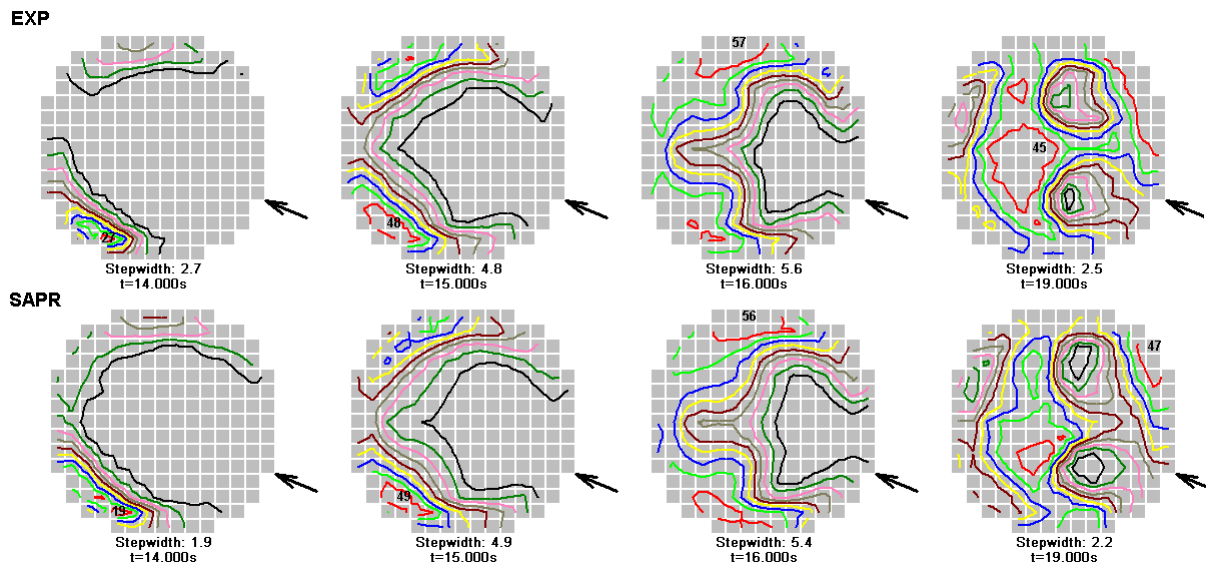 EXP
57
45
48
27
Stepwidth: 2.7
t=14.000s
Stepwidth: 4.8
t=15.000s
Stepwidth: 5.6
t=16.000s
Stepwidth: 2.5
t=19.000s
SAPR
56
47
49
19
Stepwidth: 1.9
t=14.000s
Stepwidth: 4.9
t=15.000s
Stepwidth: 5.4
t=16.000s
Stepwidth: 2.2
t=19.000s